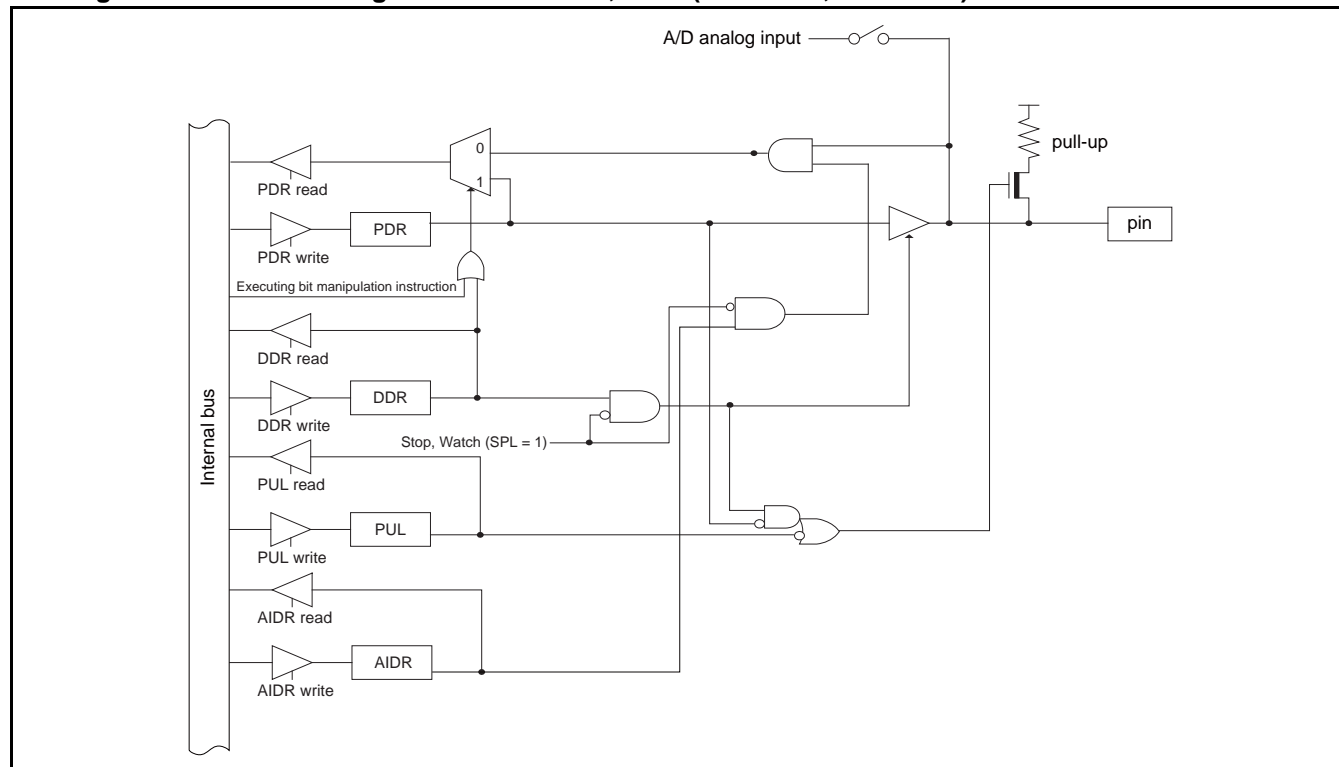 A/D analog input
pull-up
0
1
PDR read
PDR
pin
PDR write
Executing bit manipulation instruction
DDR read
DDR
DDR write
Stop, Watch (SPL = 1)
Internal bus
PUL read
PUL
PUL write
AIDR read
AIDR
AIDR write